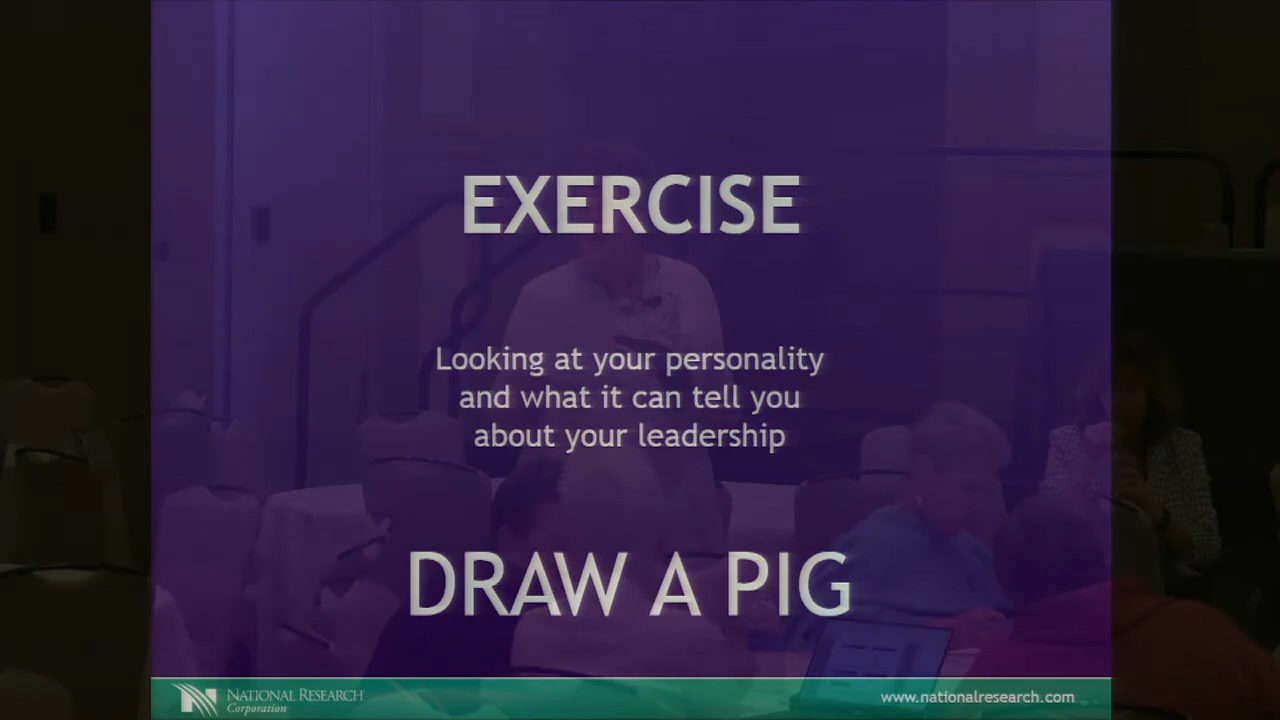 EXERCISE
Looking at your personality
and what it can tell you
about your leadership
DRAW A PIG
NATIONAL RESEARCH
Corporation
www.nationalresearch.com